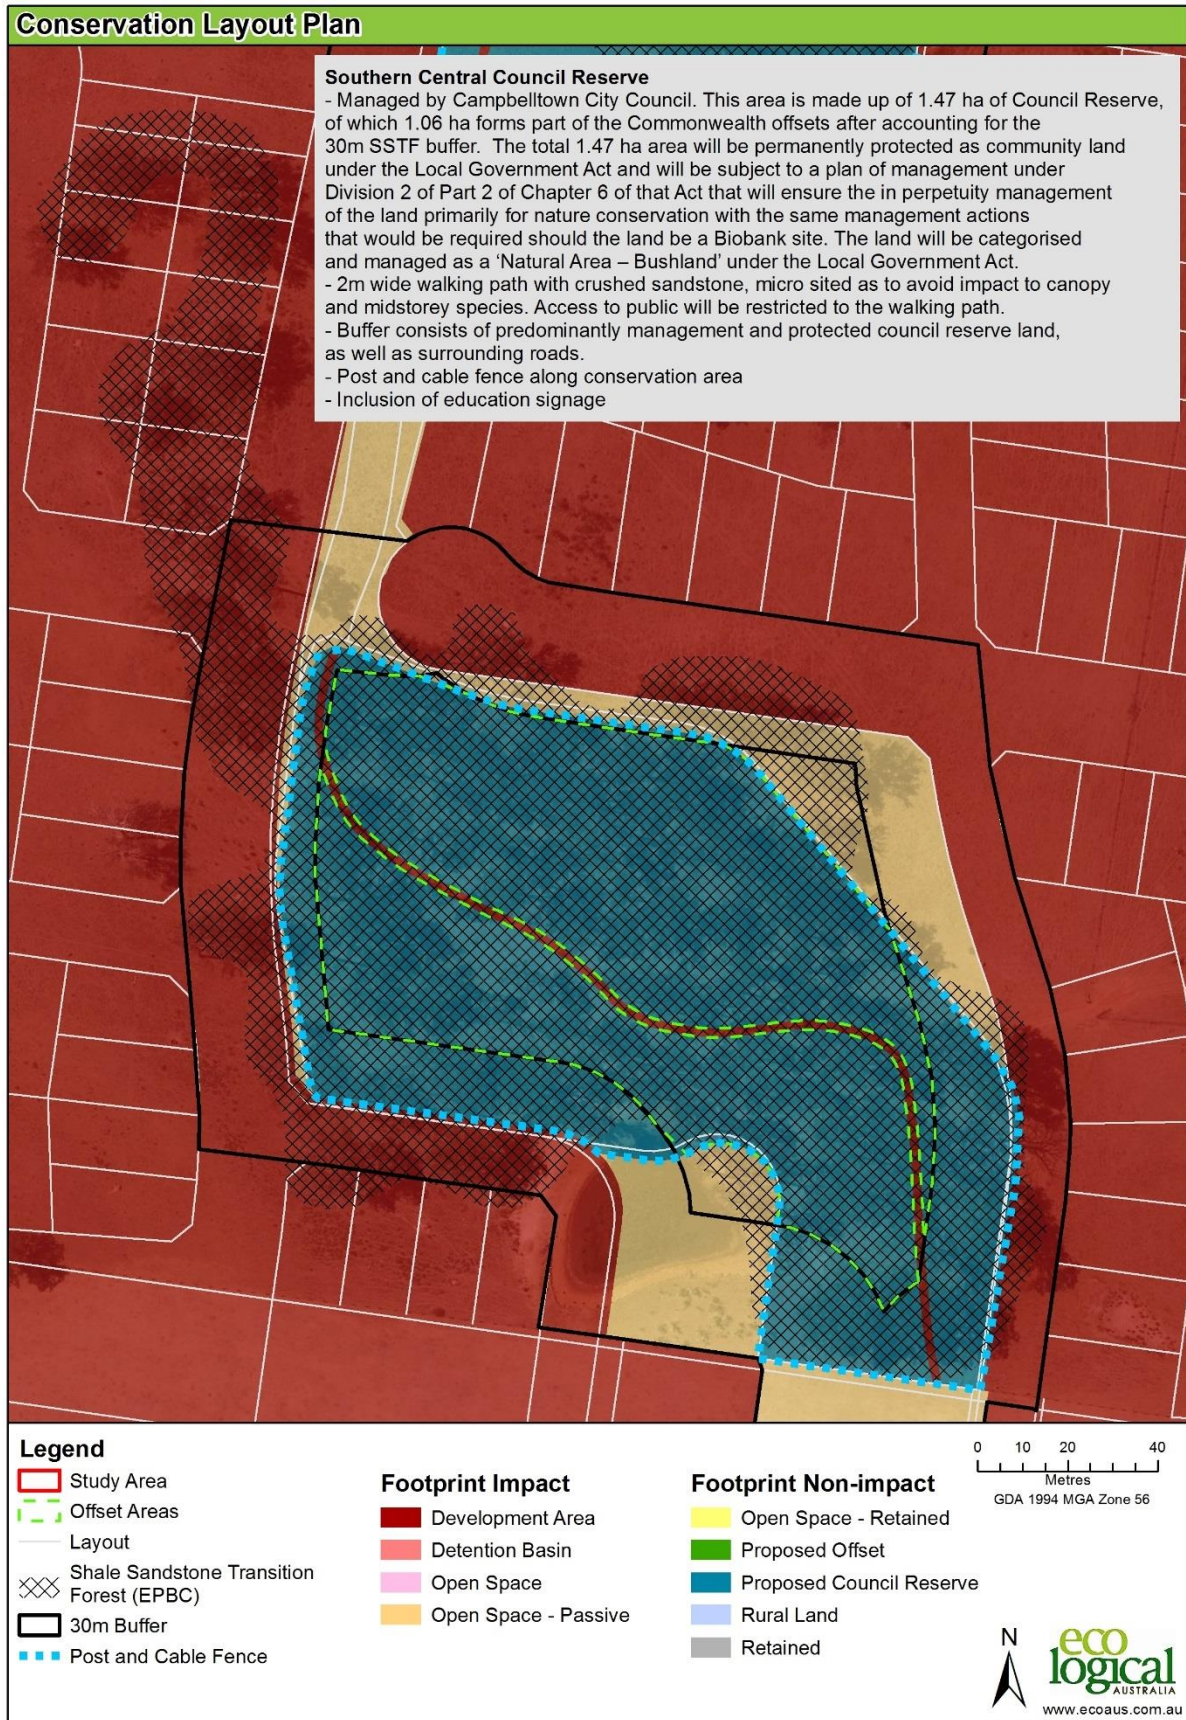 Conservation Layout Plan
Southern Central Council Reserve
- Managed by Campbelltown City Council. This area is made up of 1.47 ha of Council Reserve,
of which 1.06 ha forms part of the Commonwealth offsets after accounting for the
30m SSTF buffer.  The total 1.47 ha area will be permanently protected as community land
under the Local Government Act and will be subject to a plan of management under
Division 2 of Part 2 of Chapter 6 of that Act that will ensure the in perpetuity management
of the land primarily for nature conservation with the same management actions
that would be required should the land be a Biobank site. The land will be categorised
and managed as a ‘Natural Area – Bushland’ under the Local Government Act.
- 2m wide walking path with crushed sandstone, micro sited as to avoid impact to canopy
and midstorey species. Access to public will be restricted to the walking path.
- Buffer consists of predominantly management and protected council reserve land,
as well as surrounding roads.
- Post and cable fence along conservation area
- Inclusion of education signage
Legend
Study Area
Offset Areas
Layout
Shale Sandstone Transition
Forest (EPBC)
30m Buffer
Post and Cable Fence
Footprint Impact
Development Area
Detention Basin
Open Space
Open Space - Passive
Footprint Non-impact
Open Space - Retained
Proposed Offset
Proposed Council Reserve
Rural Land
Retained
0 10 20 40
Metres
GDA 1994 MGA Zone 56
N
eco
logical
AUSTRALIA
www.ecoaus.com.au